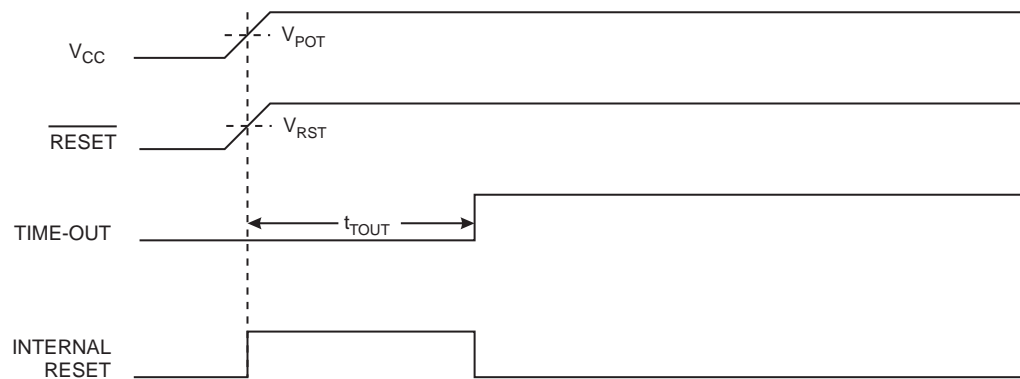 VCC
VPOT
RESET
VRST
TIME-OUT
tTOUT
INTERNAL
RESET